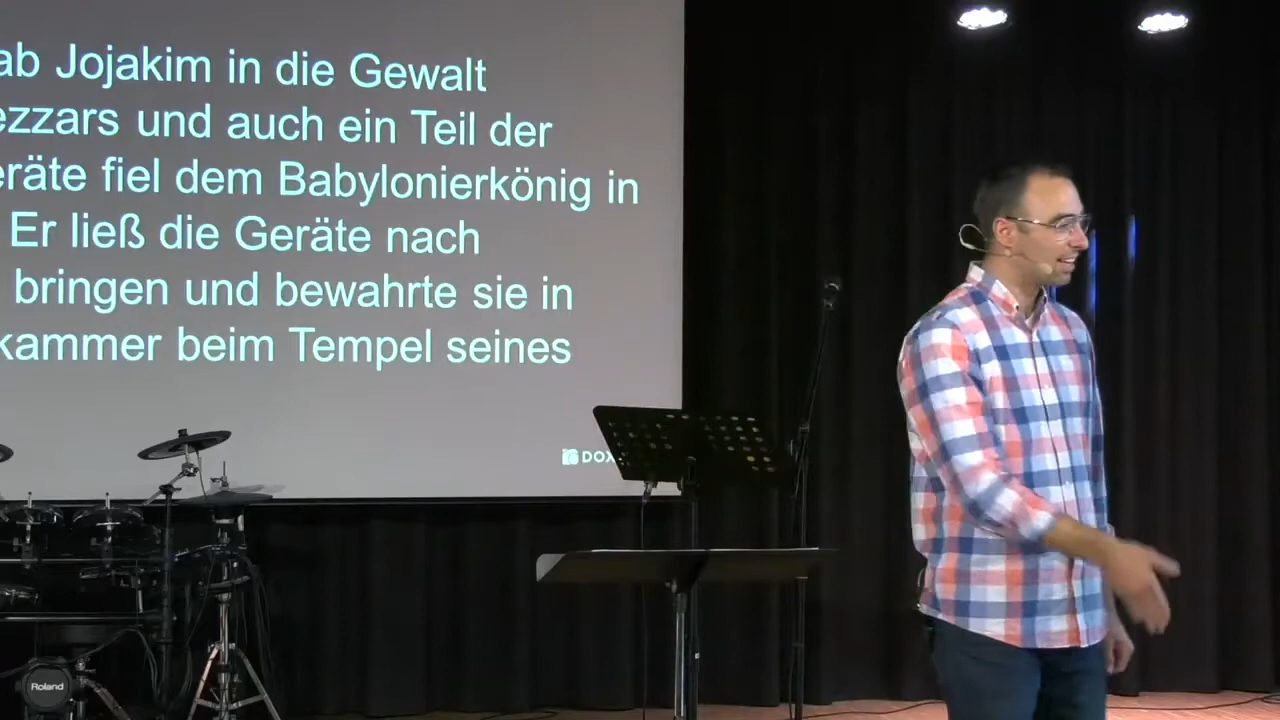 ab Jojakim in die Gewalt
ezzars und auch ein Teil der
eräte fiel dem Babylonierkönig in
Er ließ die Geräte nach
bringen und bewahrte sie in
kammer beim Tempel seines
DOX
Roland